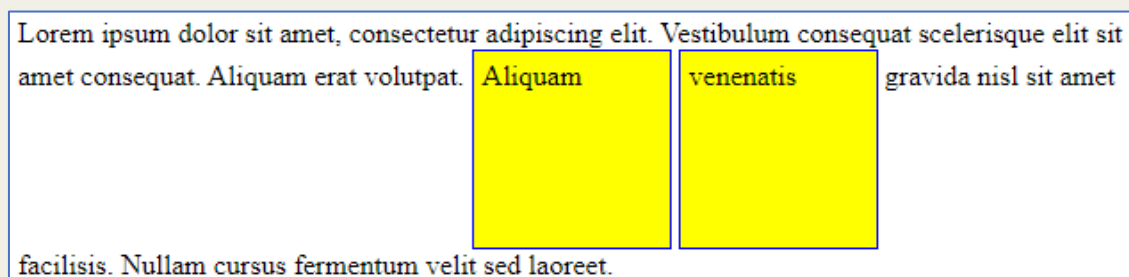 Lorem ipsum dolor sit amet, consectetur adipiscing elit. Vestibulum consequat scelerisque elit sit
amet consequat. Aliquam erat volutpat. Aliquam venenatis gravida nisl sit amet
facilisis. Nullam cursus fermentum velit sed laoreet.